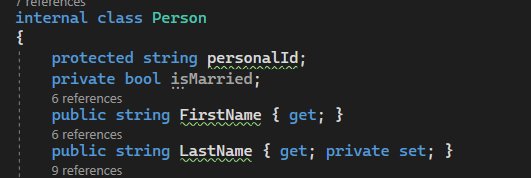 7 references
internal class Person
{
protected string personalId;
private bool isMarried;
6 references
public string FirstName { get; }
6 references
public string LastName { get; private set; }
9 references